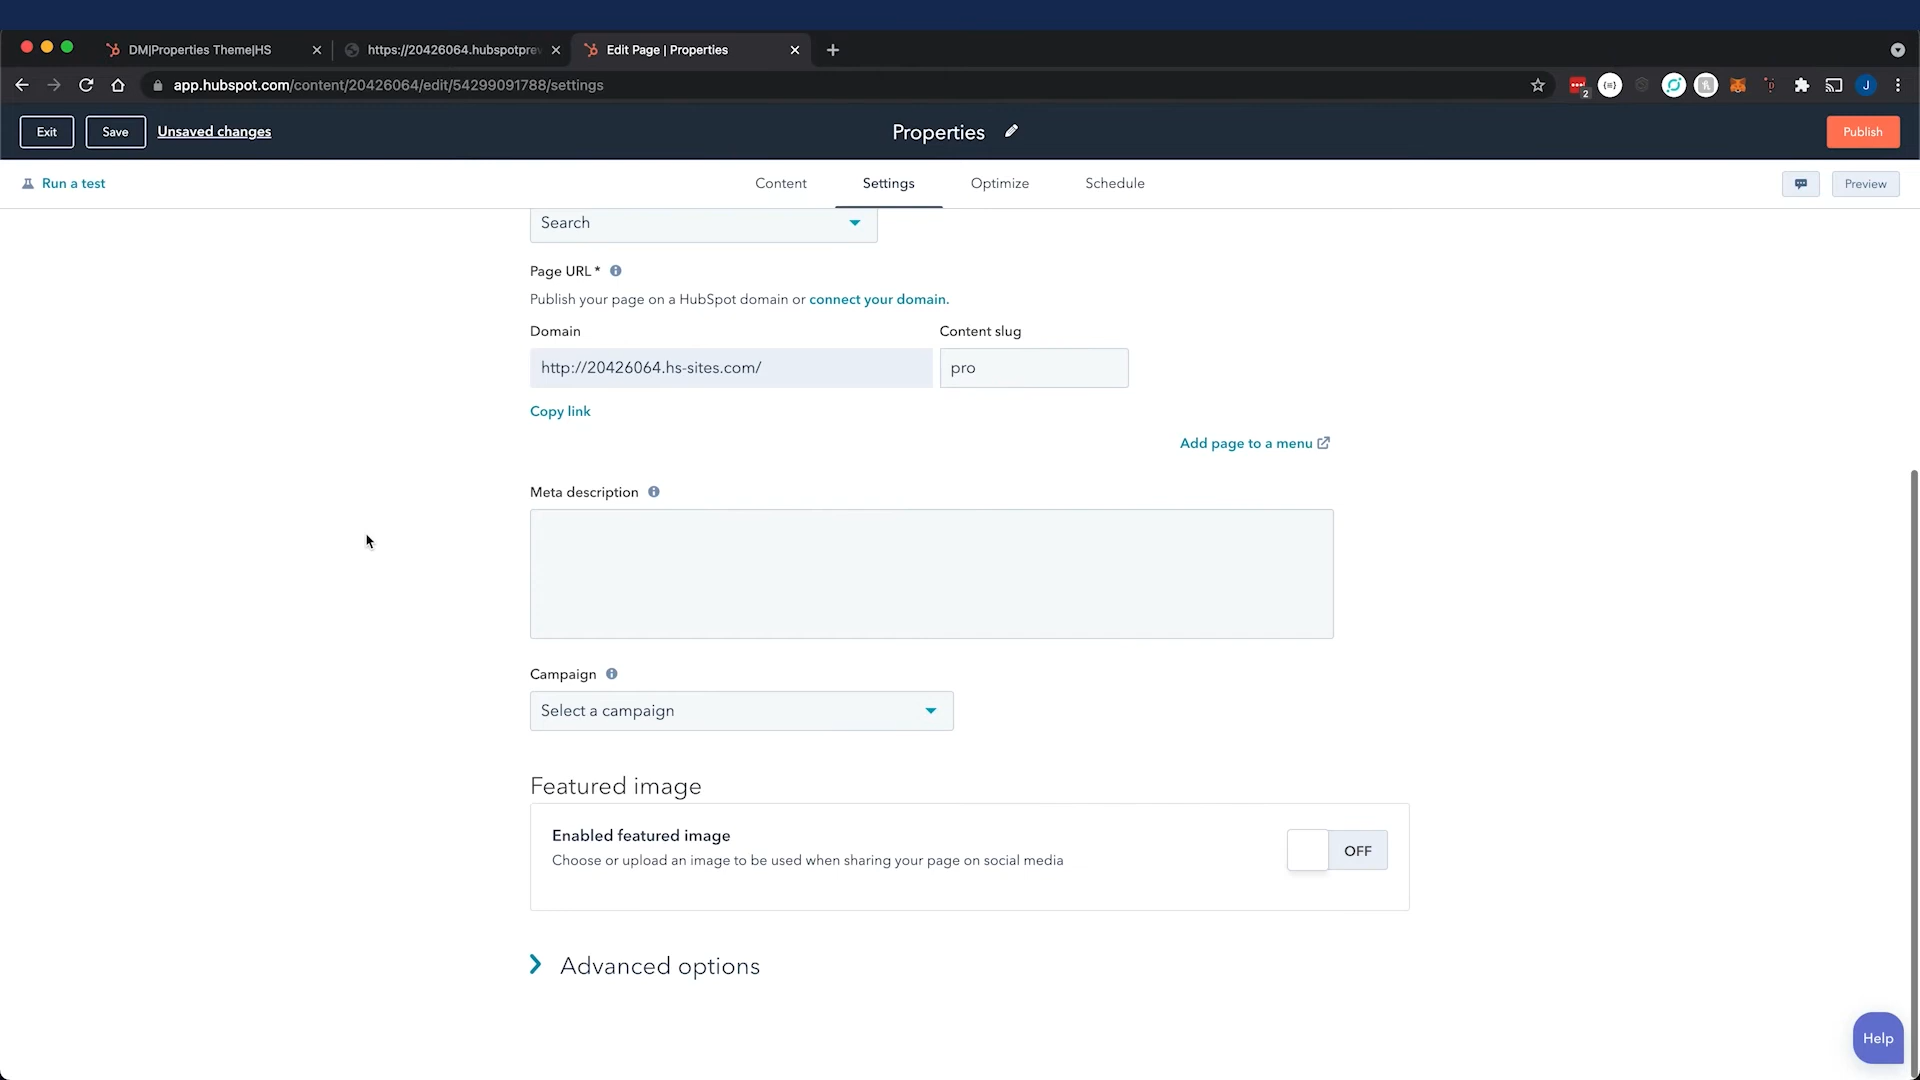 DM|Properties Theme|HS
https://20426064.hubspotprev
Edit Page | Properties
app.hubspot.com/content/20426064/edit/54299091788/settings
2
J
Exit
Save
Unsaved changes
Properties
Publish
Run a test
Content
Settings
Optimize
Schedule
Preview
Search
Page URL *
Publish your page on a HubSpot domain or connect your domain.
Domain
Content slug
http://20426064.hs-sites.com/
pro
Copy link
Add page to a menu
Meta description
Campaign
Select a campaign
Featured image
Enabled featured image
Choose or upload an image to be used when sharing your page on social media
OFF
Advanced options
Help